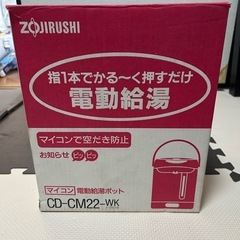 ZOJIRUSHI
指1本でかる〜く押すだけ
電動給湯
マイコンで空だき防止
お知らせ ピッ ピッ
マイコン 電動給湯ポット
CD-CM22-WK